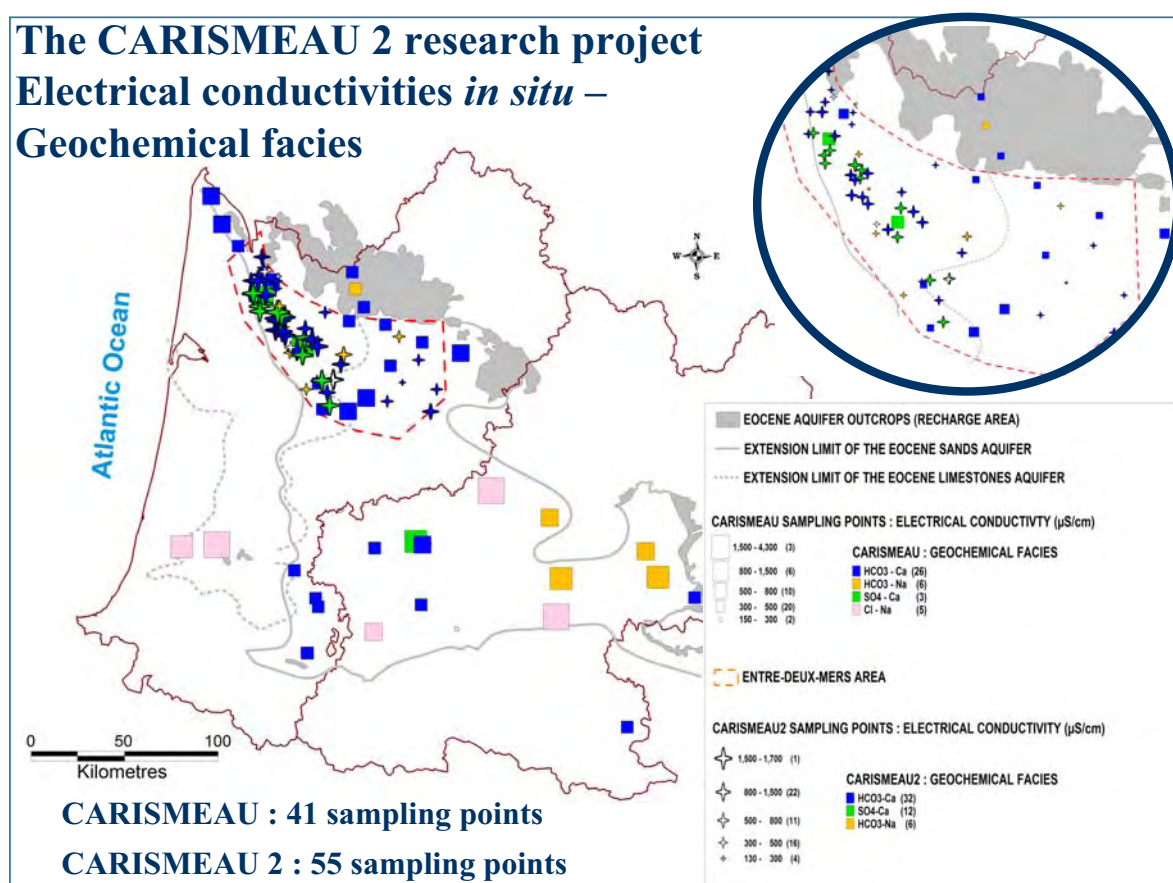 The CARISMEAU 2 research project
Electrical conductivities in situ –
Geochemical facies
N
W E
S
Atlantic Ocean
EOCENE AQUIFER OUTCROPS (RECHARGE AREA)
EXTENSION LIMIT OF THE EOCENE SANDS AQUIFER
EXTENSION LIMIT OF THE EOCENE LIMESTONES AQUIFER
CARISMEAU SAMPLING POINTS : ELECTRICAL CONDUCTIVTY (µS/cm)
1,500 - 4,300 (3)
800 - 1,500 (6)
500 - 800 (10)
300 - 500 (20)
150 - 300 (2)
CARISMEAU : GEOCHEMICAL FACIES
HCO3 - Ca (26)
HCO3 - Na (6)
SO4 - Ca (3)
Cl - Na (5)
ENTRE-DEUX-MERS AREA
CARISMEAU2 SAMPLING POINTS : ELECTRICAL CONDUCTIVITY (µS/cm)
1,500 - 1,700 (1)
800 - 1,500 (22)
500 - 800 (11)
300 - 500 (16)
130 - 300 (4)
CARISMEAU2 : GEOCHEMICAL FACIES
HCO3-Ca (32)
SO4-Ca (12)
HCO3-Na (6)
0 50 100
Kilometres
CARISMEAU : 41 sampling points
CARISMEAU 2 : 55 sampling points